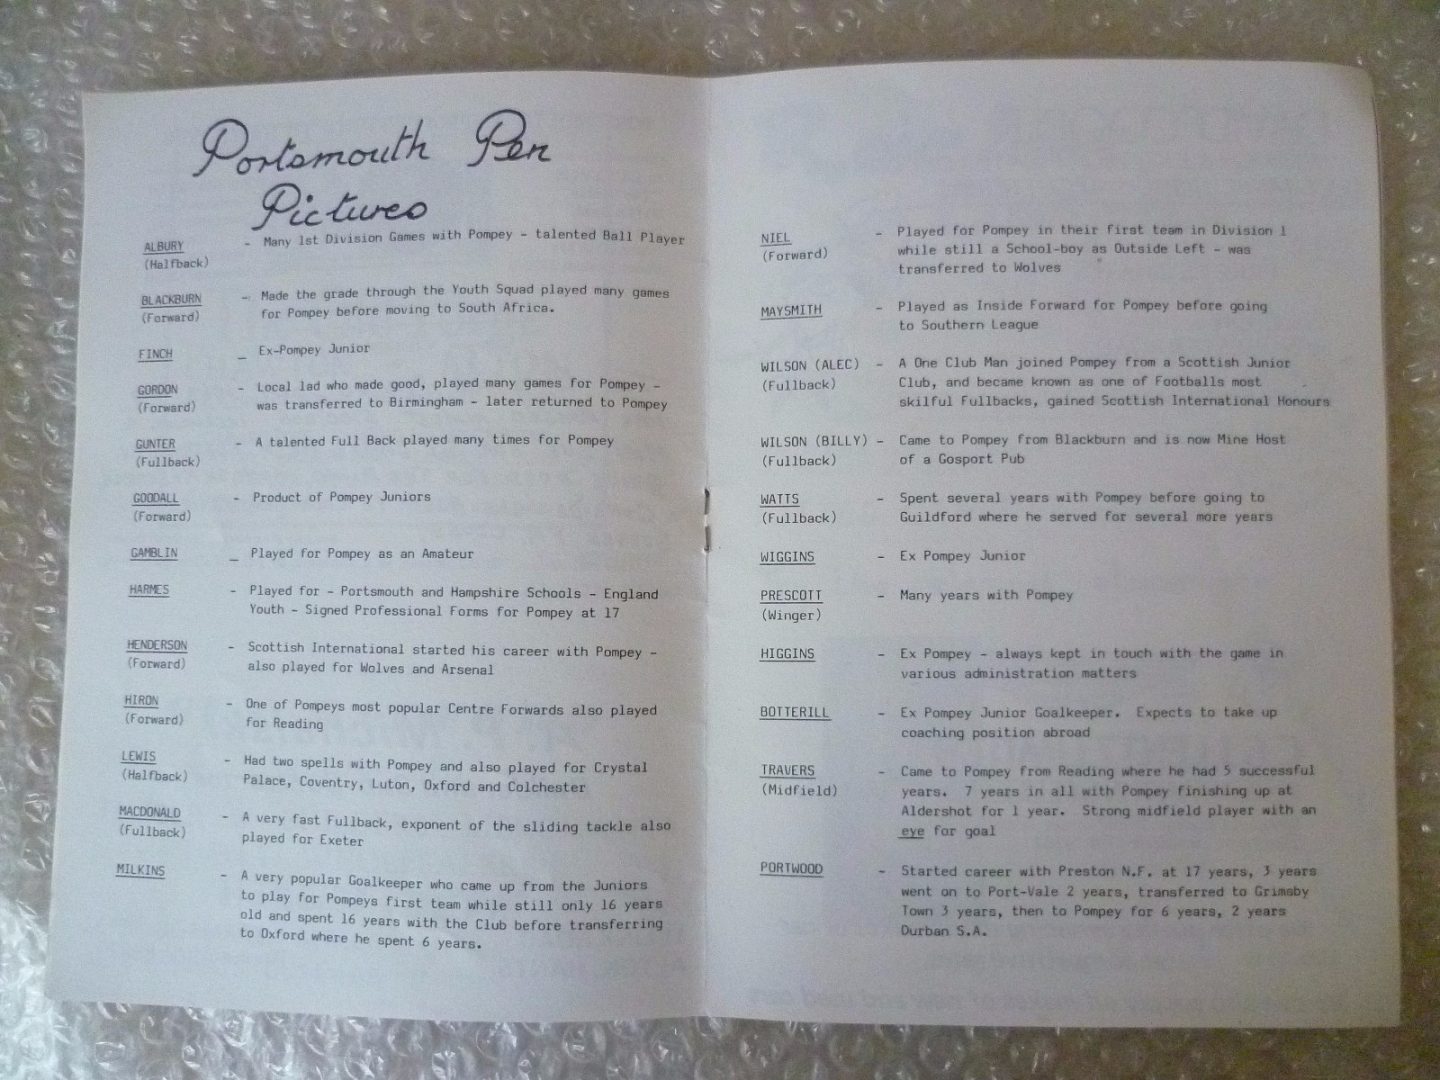 Portsmouth Pen
Pictures
ALBURY - Many 1st Division Games with Pompey - talented Ball Player
(Halfback)
BLACKBURN - Made the grade through the Youth Squad played many games
(Forward) for Pompey before moving to South Africa.
FINCH _ Ex-Pompey Junior
GORDON - Local lad who made good, played many games for Pompey -
(Forward) was transferred to Birmingham - later returned to Pompey
GUNTER - A talented Full Back played many times for Pompey
(Fullback)
GOODALL - Product of Pompey Juniors
(Forward)
GAMBLIN _ Played for Pompey as an Amateur
HARMES - Played for - Portsmouth and Hampshire Schools - England
Youth - Signed Professional Forms for Pompey at 17
HENDERSON - Scottish International started his career with Pompey -
(Forward) also played for Wolves and Arsenal
HIRON - One of Pompeys most popular Centre Forwards also played
(Forward) for Reading
LEWIS - Had two spells with Pompey and also played for Crystal
(Halfback) Palace, Coventry, Luton, Oxford and Colchester
MACDONALD - A very fast Fullback, exponent of the sliding tackle also
(Fullback) played for Exeter
MILKINS - A very popular Goalkeeper who came up from the Juniors
to play for Pompeys first team while still only 16 years
old and spent 16 years with the Club before transferring
to Oxford where he spent 6 years.
NIEL - Played for Pompey in their first team in Division 1
(Forward) while still a School-boy as Outside Left - was
transferred to Wolves
MAYSMITH - Played as Inside Forward for Pompey before going
to Southern League
WILSON (ALEC) - A One Club Man joined Pompey from a Scottish Junior
(Fullback) Club, and became known as one of Footballs most
skilful Fullbacks, gained Scottish International Honours
WILSON (BILLY) - Came to Pompey from Blackburn and is now Mine Host
(Fullback) of a Gosport Pub
WATTS - Spent several years with Pompey before going to
(Fullback) Guildford where he served for several more years
WIGGINS - Ex Pompey Junior
PRESCOTT - Many years with Pompey
(Winger)
HIGGINS - Ex Pompey - always kept in touch with the game in
various administration matters
BOTTERILL - Ex Pompey Junior Goalkeeper. Expects to take up
coaching position abroad
TRAVERS - Came to Pompey from Reading where he had 5 successful
(Midfield) years. 7 years in all with Pompey finishing up at
Aldershot for 1 year. Strong midfield player with an
eye for goal
PORTWOOD - Started career with Preston N.F. at 17 years, 3 years
went on to Port-Vale 2 years, transferred to Grimsby
Town 3 years, then to Pompey for 6 years, 2 years
Durban S.A.